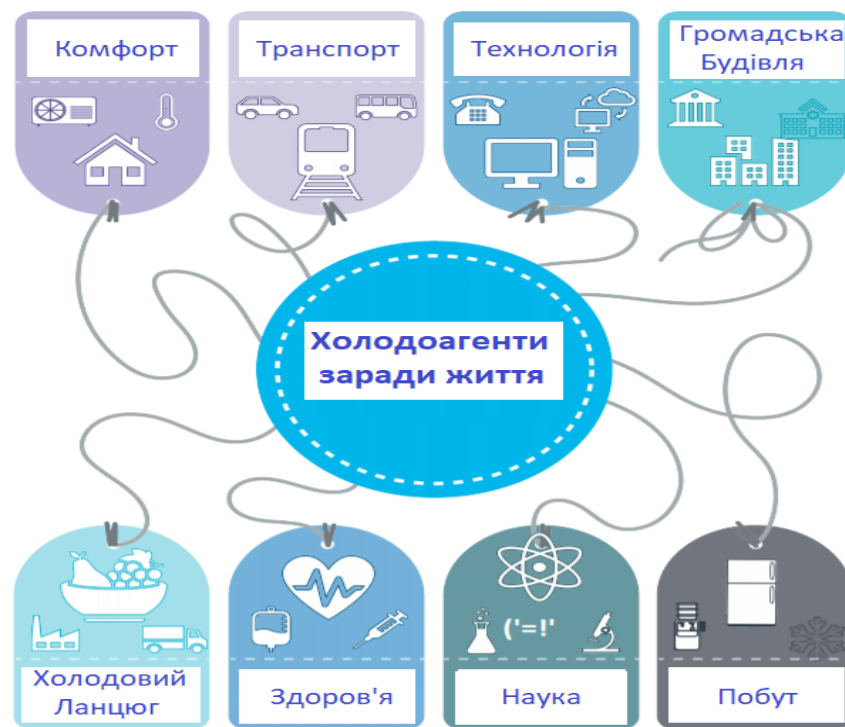 Комфорт
Транспорт
Технологія
Громадська
Будівля
Холодоагенти
заради життя
('=!'
Холодовий
Ланцюг
Здоров'я
Наука
Побут